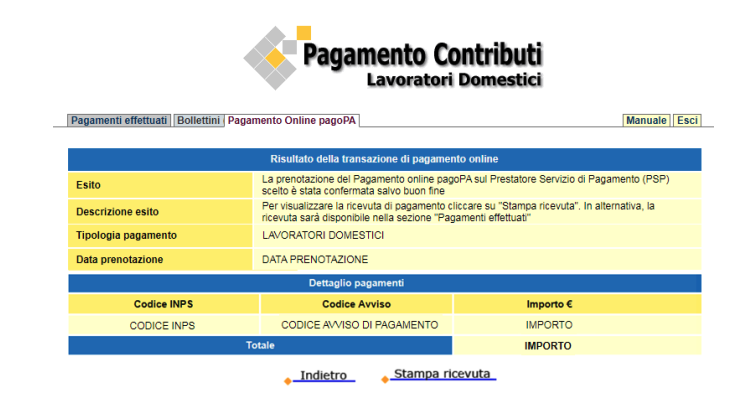 Pagamento Contributi
Lavoratori Domestici
Pagamenti effettuati Bollettini Pagamento Online pagoPA Manuale Esci
Risultato della transazione di pagamento online
Esito La prenotazione del Pagamento online pagoPA sul Prestatore Servizio di Pagamento (PSP)
scelto è stata confermata salvo buon fine
Descrizione esito Per visualizzare la ricevuta di pagamento cliccare su "Stampa ricevuta". In alternativa, la
ricevuta sará disponibile nella sezione "Pagamenti effettuati"
Tipologia pagamento LAVORATORI DOMESTICI
Data prenotazione DATA PRENOTAZIONE
Dettaglio pagamenti
Codice INPS Codice Avviso Importo €
CODICE INPS CODICE AVVISO DI PAGAMENTO IMPORTO
Totale IMPORTO
Indietro Stampa ricevuta